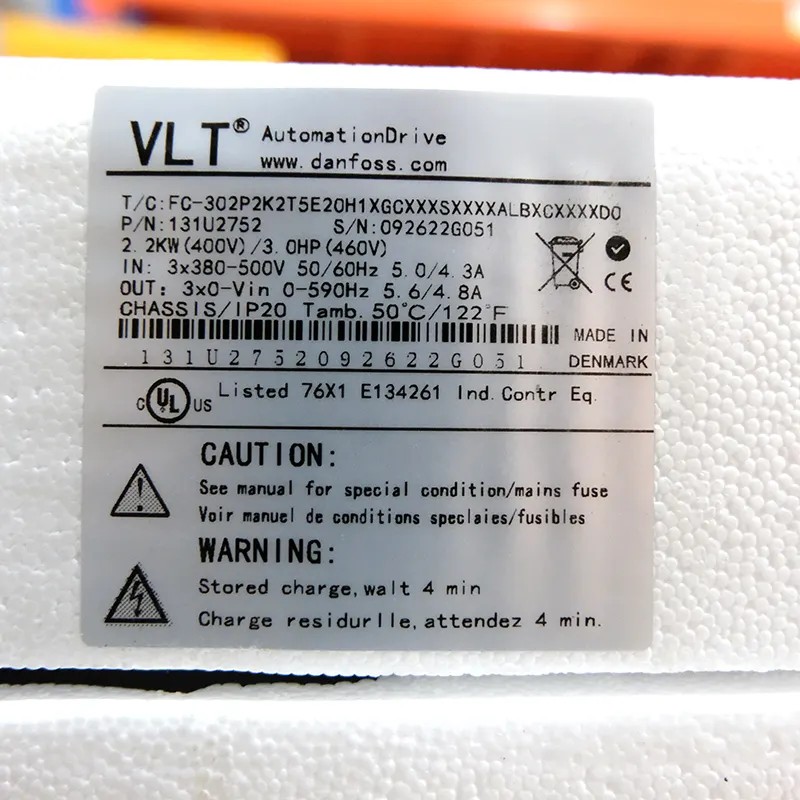 VLT® AutomationDrive
www.danfoss.com
T/C:FC-302P2K2T5E20H1XGCXXXSXXXXALBXCXXXXD0
P/N:131U2752 S/N:092622G051
2.2KW(400V)/3.0HP(460V)
IN: 3x380-500V 50/60Hz 5.0/4.3A
OUT: 3x0-Vin 0-590Hz 5.6/4.8A
CHASSIS/IP20 Tamb.50°C/122°F
CE
MADE IN
131U2752092622G051 DENMARK
c UL US Listed 76X1 E134261 Ind.Contr Eq.
CAUTION:
See manual for special condition/mains fuse
Voir manuel de conditions speclaies/fusibles
WARNING:
Stored charge,walt 4 min
Charge residurlle,attendez 4 min.